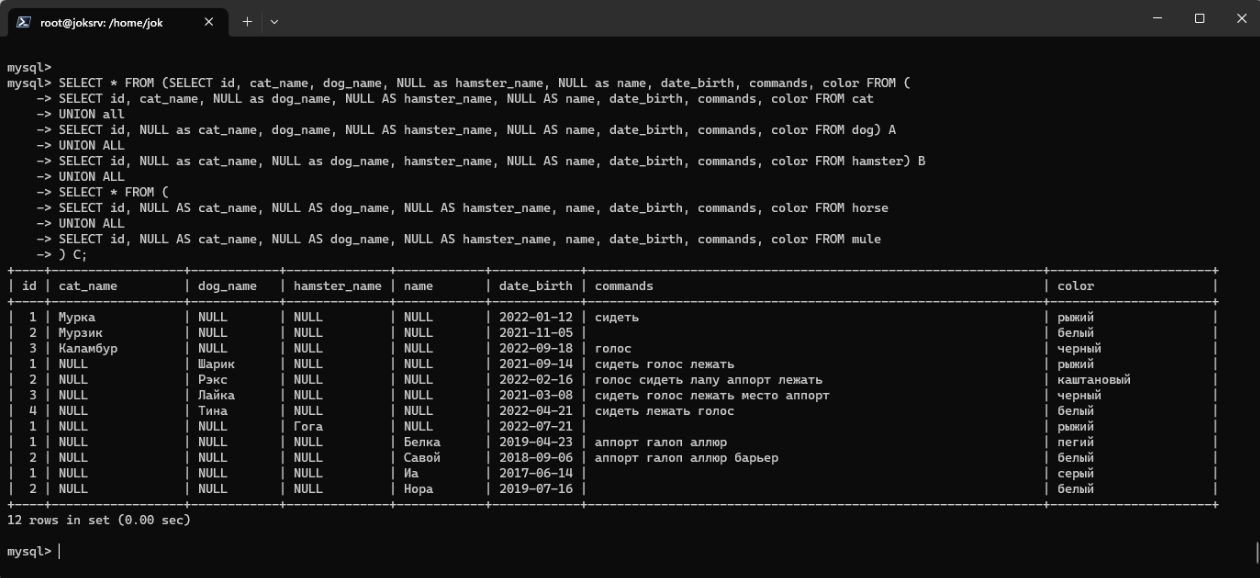 root@joksrv: /home/jok
mysql>
mysql> SELECT * FROM (SELECT id, cat_name, dog_name, NULL as hamster_name, NULL as name, date_birth, commands, color FROM (
    -> SELECT id, cat_name, NULL as dog_name, NULL AS hamster_name, NULL AS name, date_birth, commands, color FROM cat
    -> UNION all
    -> SELECT id, NULL as cat_name, dog_name, NULL AS hamster_name, NULL AS name, date_birth, commands, color FROM dog) A
    -> UNION ALL
    -> SELECT id, NULL as cat_name, NULL as dog_name, hamster_name, NULL AS name, date_birth, commands, color FROM hamster) B
    -> UNION ALL
    -> SELECT * FROM (
    -> SELECT id, NULL AS cat_name, NULL AS dog_name, NULL AS hamster_name, name, date_birth, commands, color FROM horse
    -> UNION ALL
    -> SELECT id, NULL AS cat_name, NULL AS dog_name, NULL AS hamster_name, name, date_birth, commands, color FROM mule
    -> ) C;
| id | cat_name | dog_name | hamster_name | name | date_birth | commands | color |
| 1 | Мурка | NULL | NULL | NULL | 2022-01-12 | сидеть | рыжий |
| 2 | Мурзик | NULL | NULL | NULL | 2021-11-05 | | белый |
| 3 | Каламбур | NULL | NULL | NULL | 2022-09-18 | голос | черный |
| 1 | NULL | Шарик | NULL | NULL | 2021-09-14 | сидеть голос лежать | рыжий |
| 2 | NULL | Рэкс | NULL | NULL | 2022-02-16 | голос сидеть лапу аппорт лежать | каштановый |
| 3 | NULL | Лайка | NULL | NULL | 2021-03-08 | сидеть голос лежать место аппорт | черный |
| 4 | NULL | Тина | NULL | NULL | 2022-04-21 | сидеть лежать голос | белый |
| 1 | NULL | NULL | Гога | NULL | 2022-07-21 | | рыжий |
| 1 | NULL | NULL | NULL | Белка | 2019-04-23 | аппорт галоп аллюр | пегий |
| 2 | NULL | NULL | NULL | Савой | 2018-09-06 | аппорт галоп аллюр барьер | белый |
| 1 | NULL | NULL | NULL | Иа | 2017-06-14 | | серый |
| 2 | NULL | NULL | NULL | Нора | 2019-07-16 | | белый |
12 rows in set (0.00 sec)
mysql>